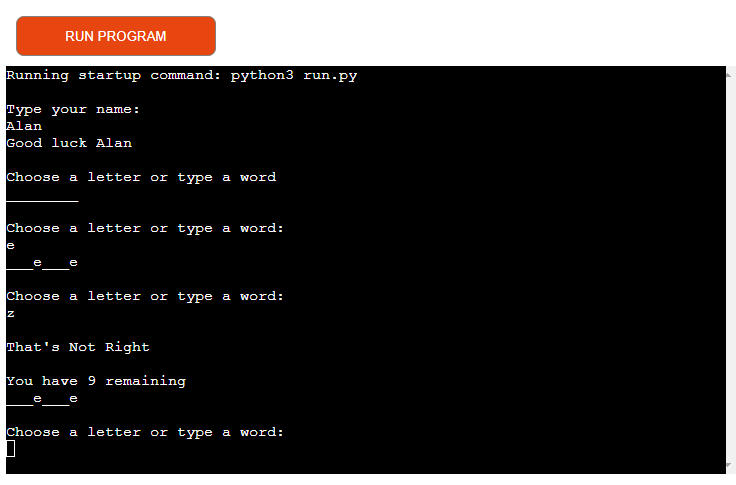 RUN PROGRAM
Running startup command: python3 run.py
Type your name:
Alan
Good luck Alan
Choose a letter or type a word
________
Choose a letter or type a word:
e
___e___e
Choose a letter or type a word:
z
That's Not Right
You have 9 remaining
___e___e
Choose a letter or type a word: